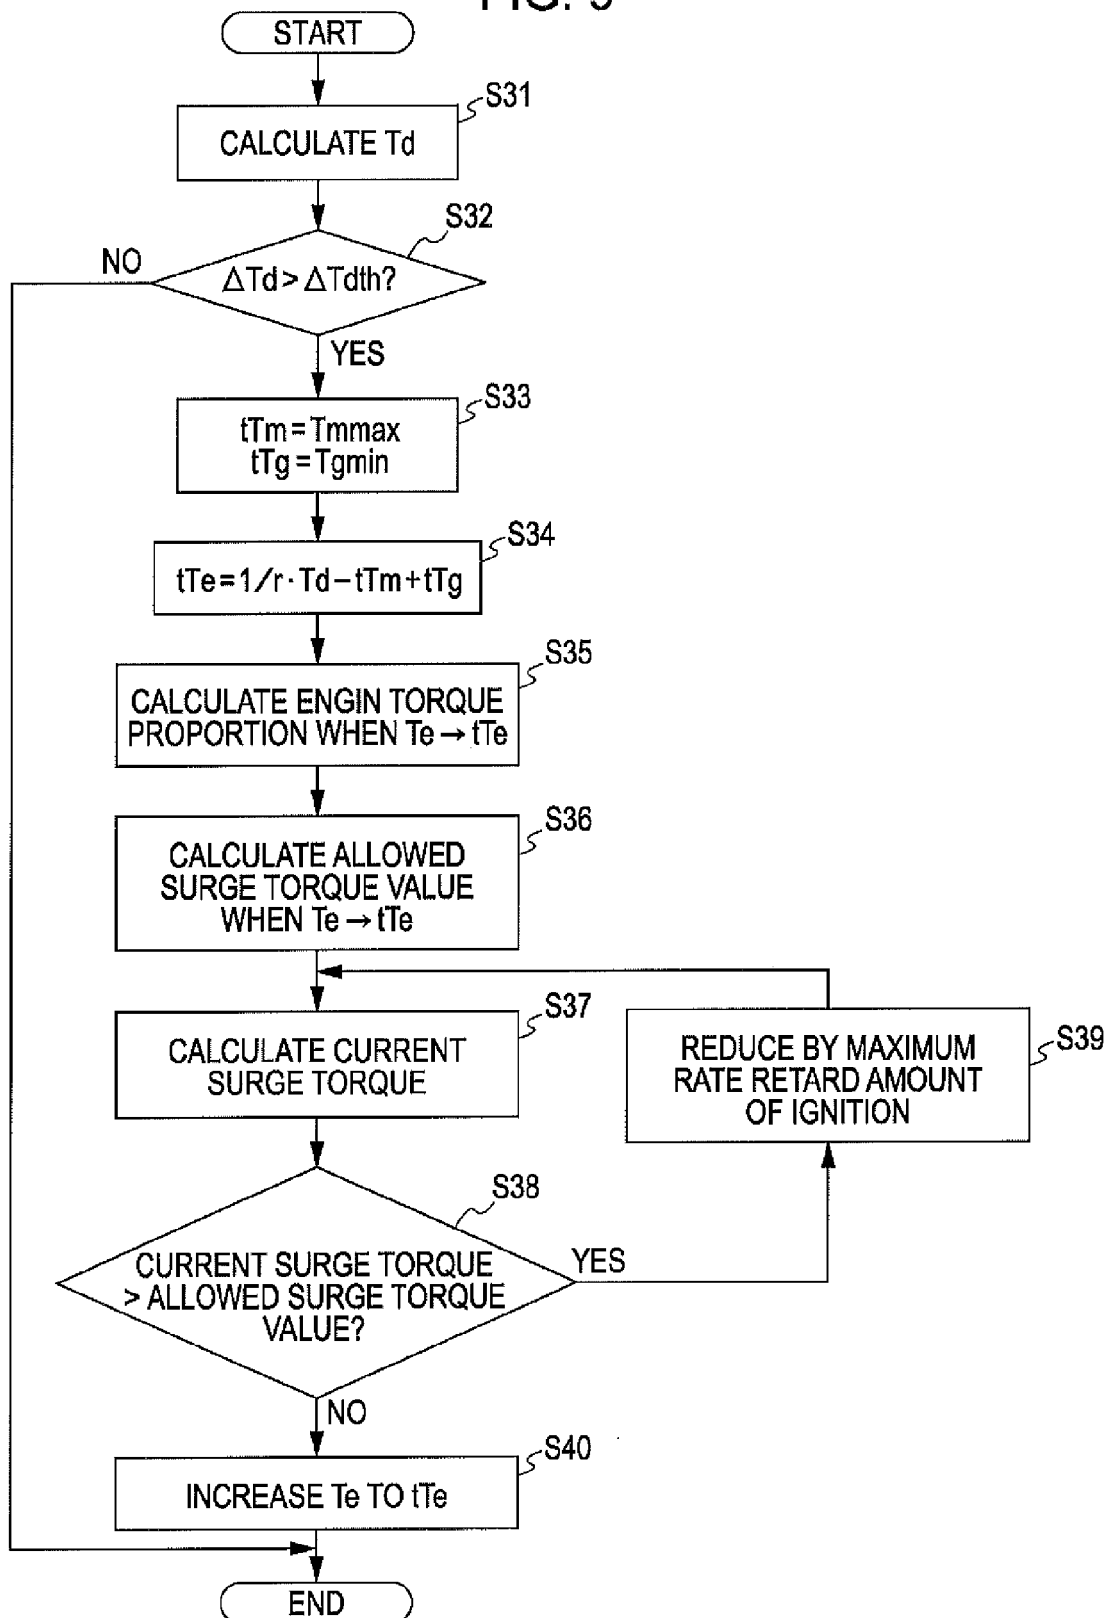 START
S31
CALCULATE Td
S32
NO
ΔTd > ΔTdth?
YES
S33
tTm = Tmmax
tTg = Tgmin
S34
tTe = 1/r · Td − tTm + tTg
S35
CALCULATE ENGIN TORQUE
PROPORTION WHEN Te → tTe
S36
CALCULATE ALLOWED
SURGE TORQUE VALUE
WHEN Te → tTe
S37
CALCULATE CURRENT
SURGE TORQUE
S39
REDUCE BY MAXIMUM
RATE RETARD AMOUNT
OF IGNITION
S38
CURRENT SURGE TORQUE
> ALLOWED SURGE TORQUE
VALUE?
YES
NO
S40
INCREASE Te TO tTe
END